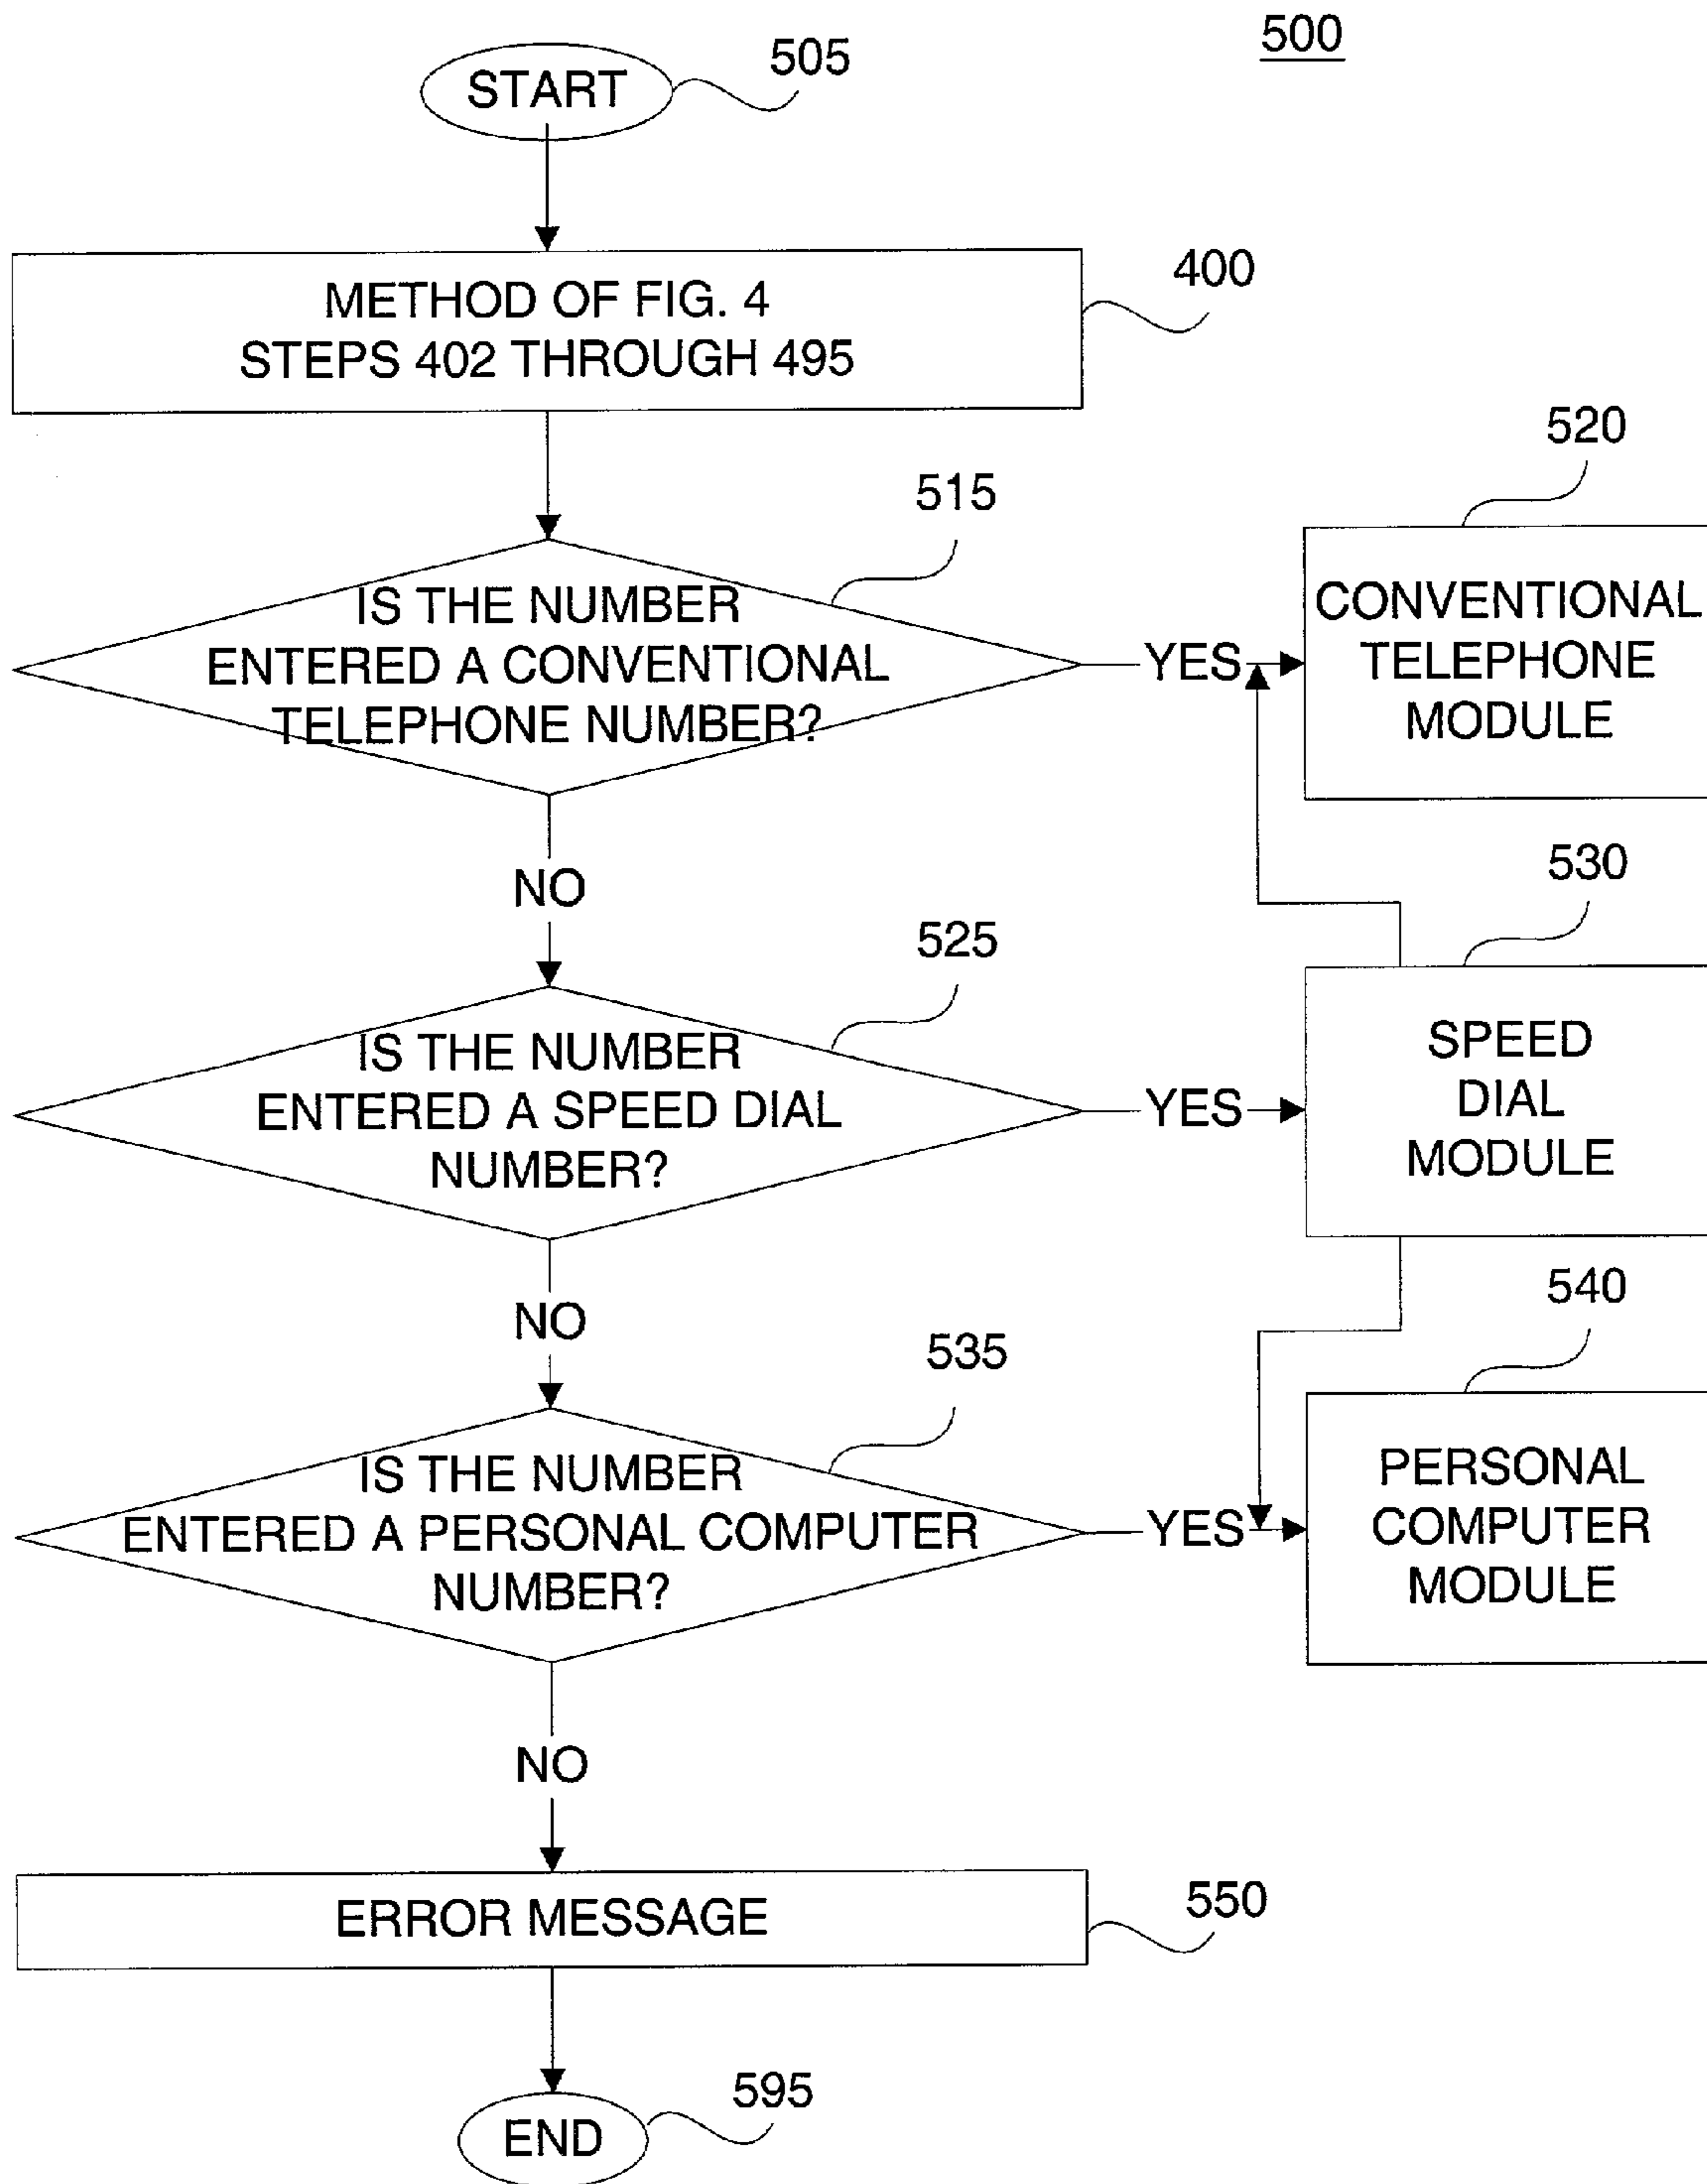 500
START
505
METHOD OF FIG. 4
STEPS 402 THROUGH 495
400
IS THE NUMBER
ENTERED A CONVENTIONAL
TELEPHONE NUMBER?
515
YES
CONVENTIONAL
TELEPHONE
MODULE
520
NO
IS THE NUMBER
ENTERED A SPEED DIAL
NUMBER?
525
YES
SPEED
DIAL
MODULE
530
NO
IS THE NUMBER
ENTERED A PERSONAL COMPUTER
NUMBER?
535
YES
PERSONAL
COMPUTER
MODULE
540
NO
ERROR MESSAGE
550
END
595